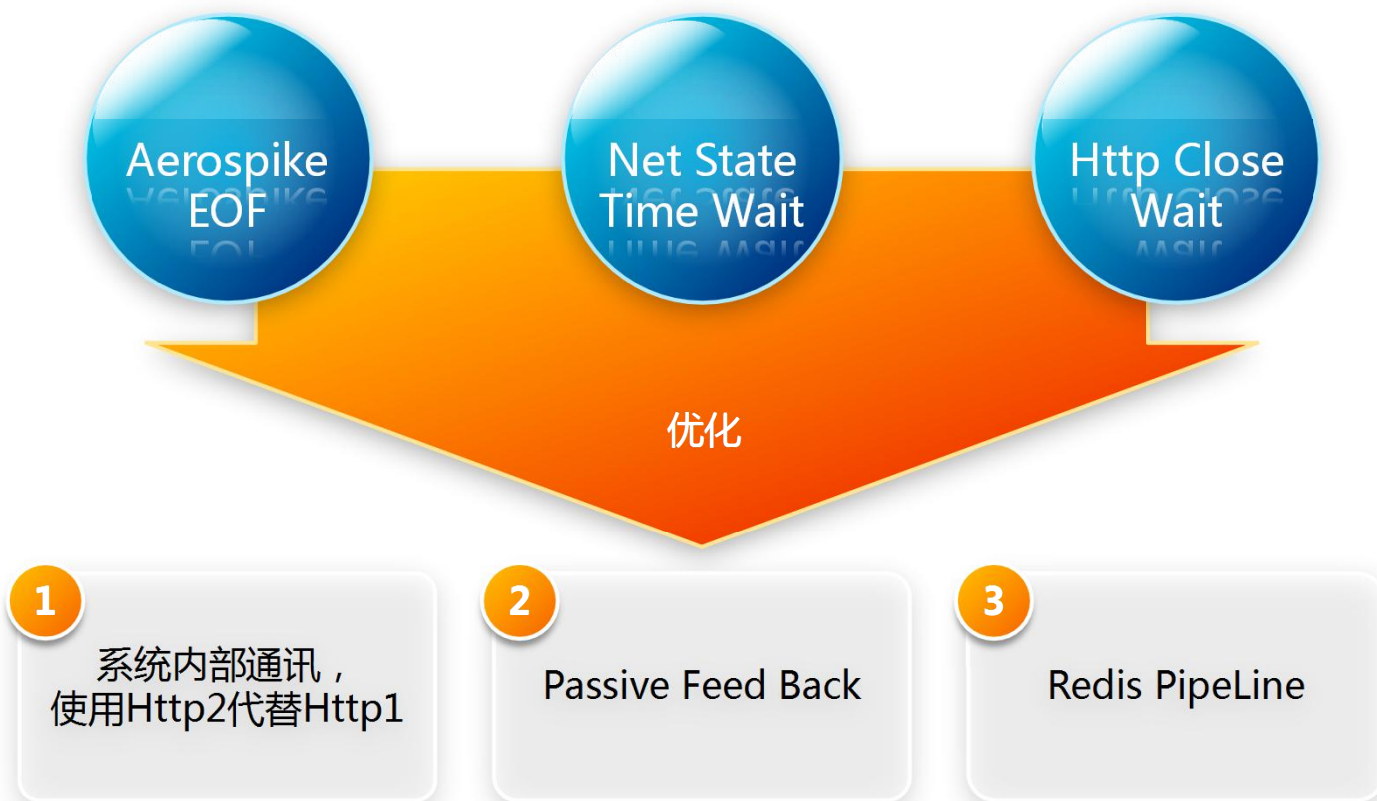 Aerospike
EOF
Net State
Time Wait
Http Close
Wait
优化
1
系统内部通讯，
使用Http2代替Http1
2
Passive Feed Back
3
Redis PipeLine